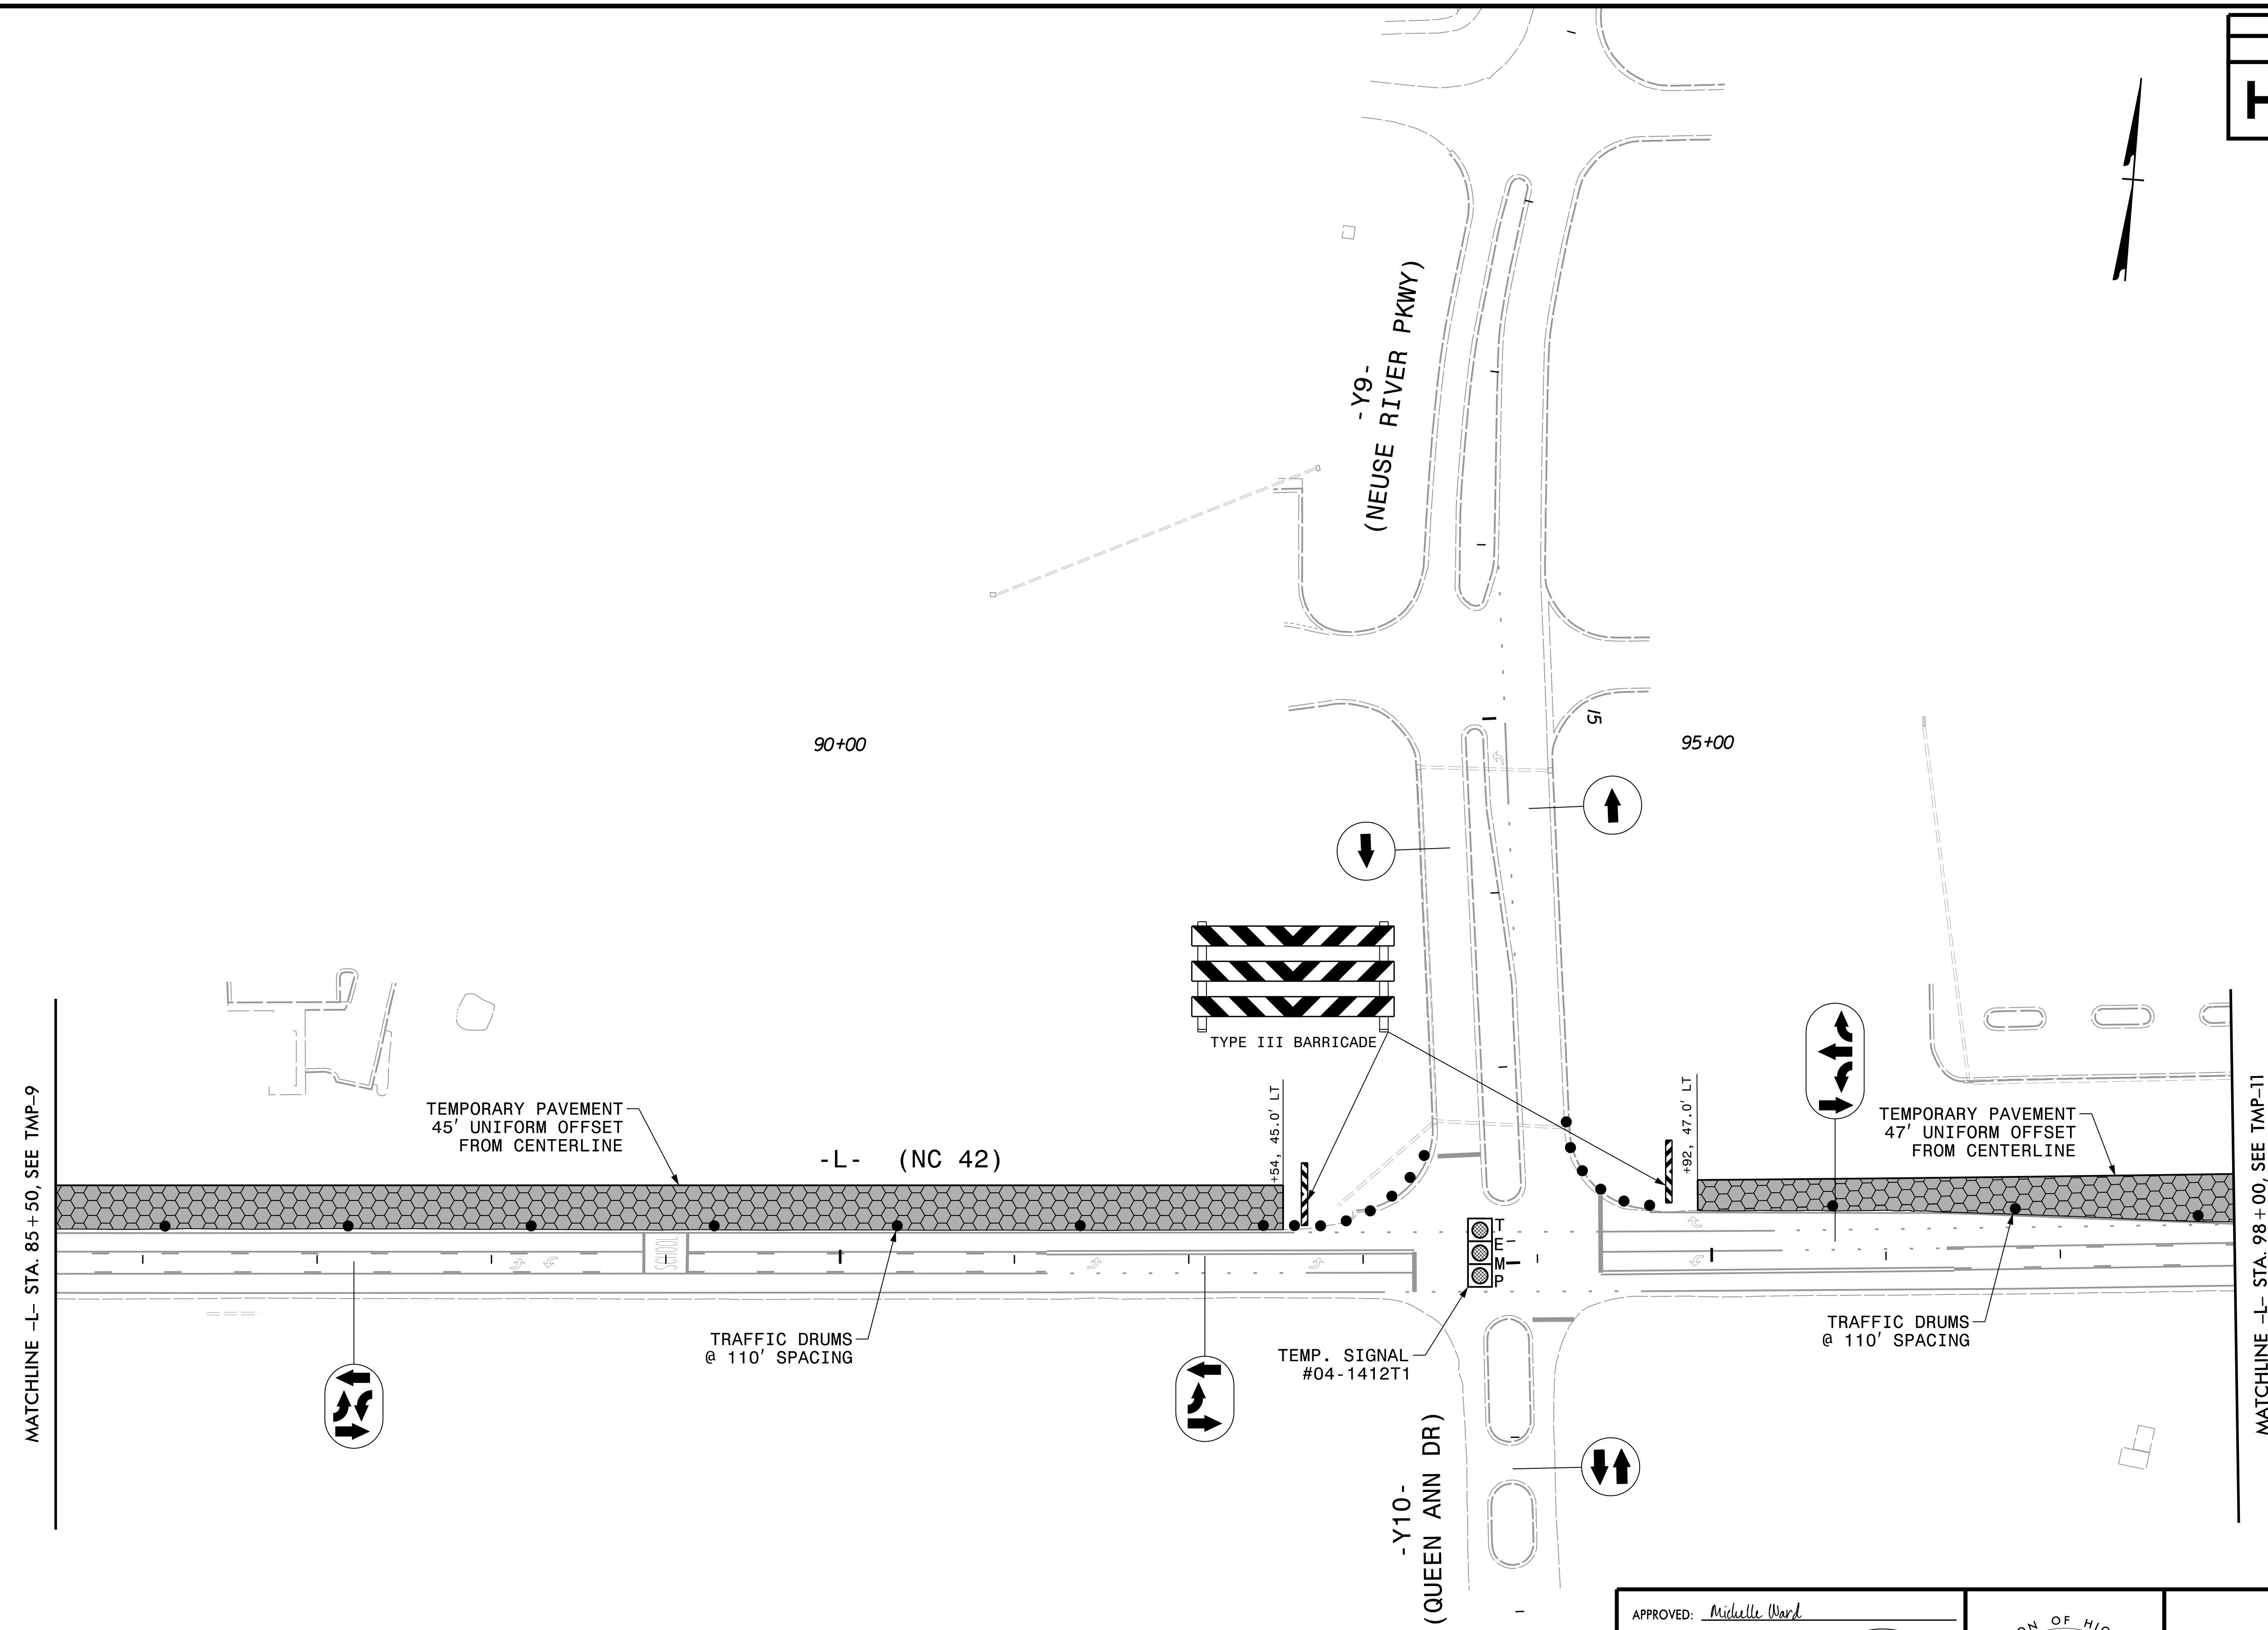 -Y9-
(NEUSE RIVER PKWY)
90+00
15
95+00
TYPE III BARRICADE
MATCHLINE -L- STA. 85+50, SEE TMP-9
TEMPORARY PAVEMENT
45' UNIFORM OFFSET
FROM CENTERLINE
-L- (NC 42)
+54, 45.0' LT
+92, 47.0' LT
TEMPORARY PAVEMENT
47' UNIFORM OFFSET
FROM CENTERLINE
MATCHLINE -L- STA. 98+00, SEE TMP-11
SCHOOL
T
E
M
P
TRAFFIC DRUMS
@ 110' SPACING
TEMP. SIGNAL
#04-1412T1
TRAFFIC DRUMS
@ 110' SPACING
-Y10-
(QUEEN ANN DR)
APPROVED: Michelle Ward